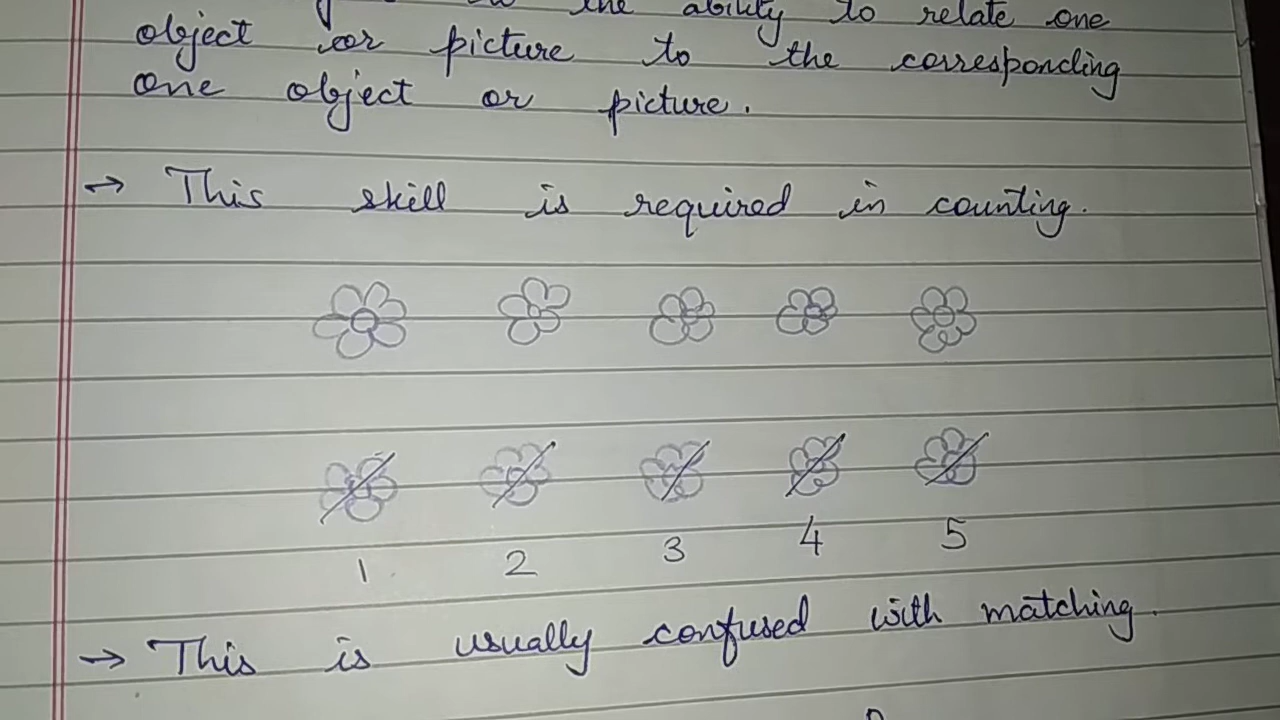 the ability to relate one
object or picture to the corresponding
one object or picture.
→ This skill is required in counting.
1 2 3 4 5
→ This is usually confused with matching.